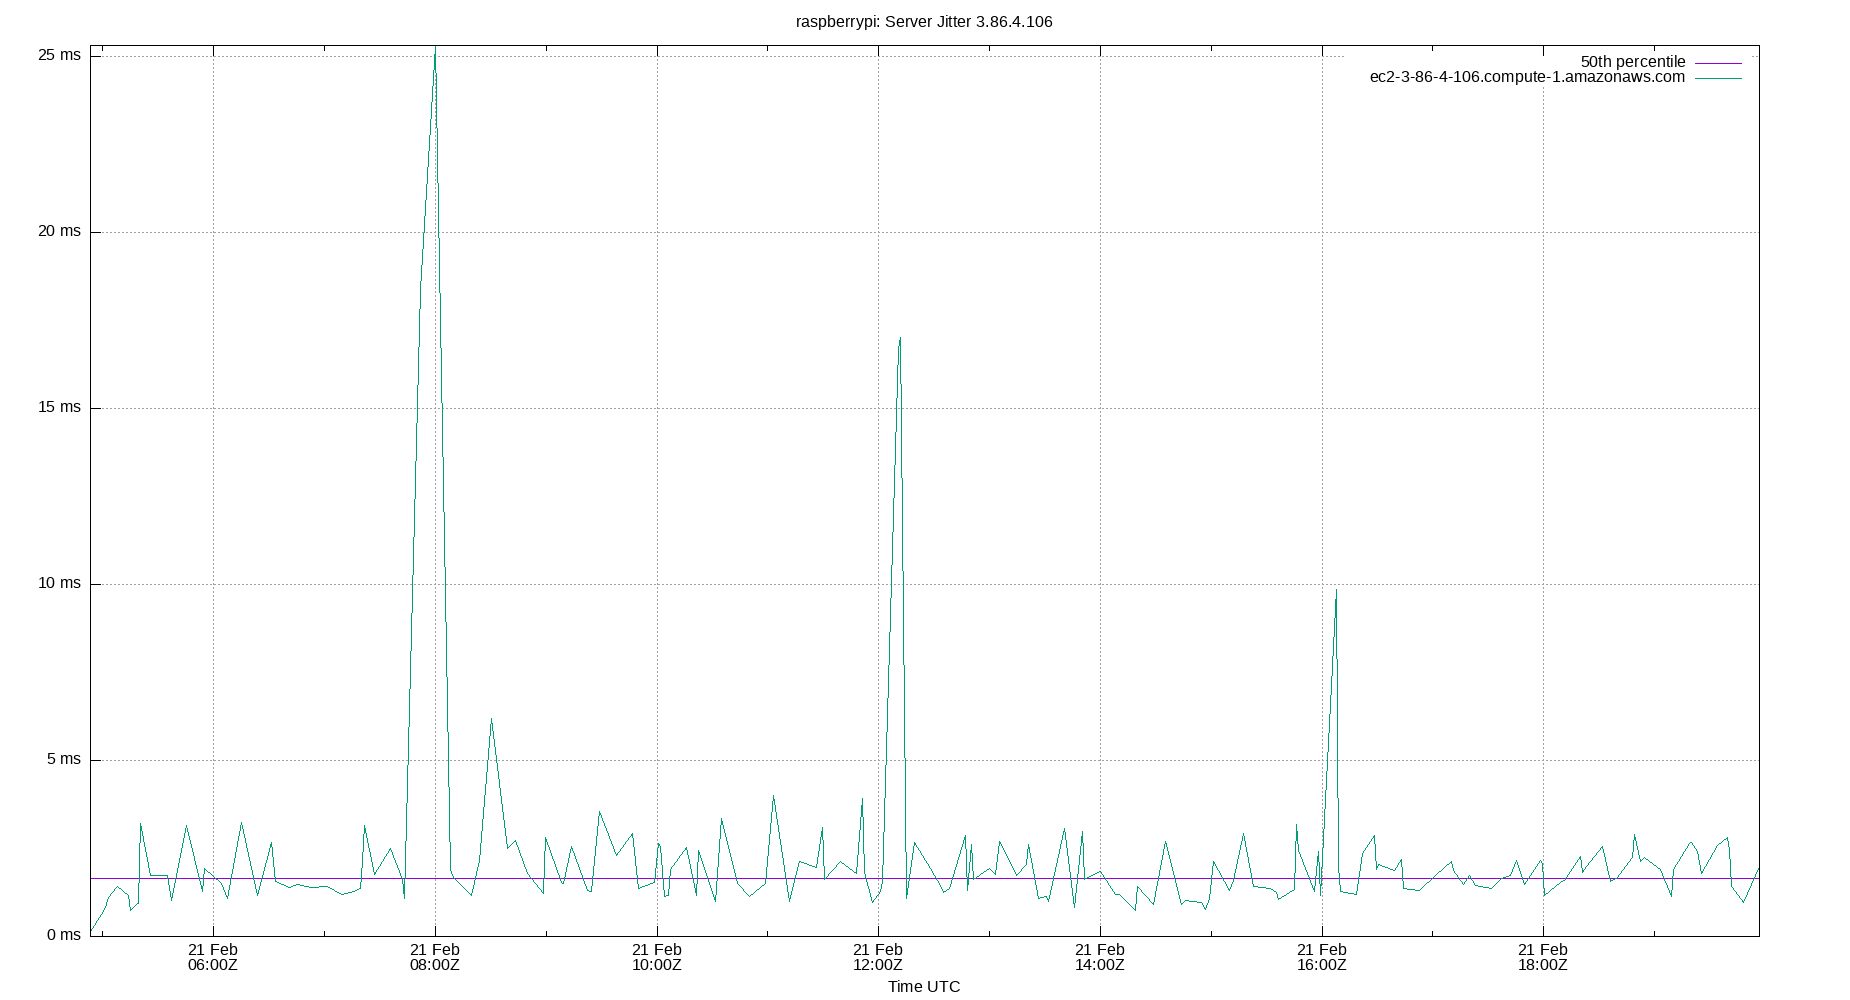 raspberrypi: Server Jitter 3.86.4.106
25 ms
20 ms
15 ms
10 ms
5 ms
0 ms
50th percentile
ec2-3-86-4-106.compute-1.amazonaws.com
21 Feb
06:00Z
21 Feb
08:00Z
21 Feb
10:00Z
21 Feb
12:00Z
21 Feb
14:00Z
21 Feb
16:00Z
21 Feb
18:00Z
Time UTC